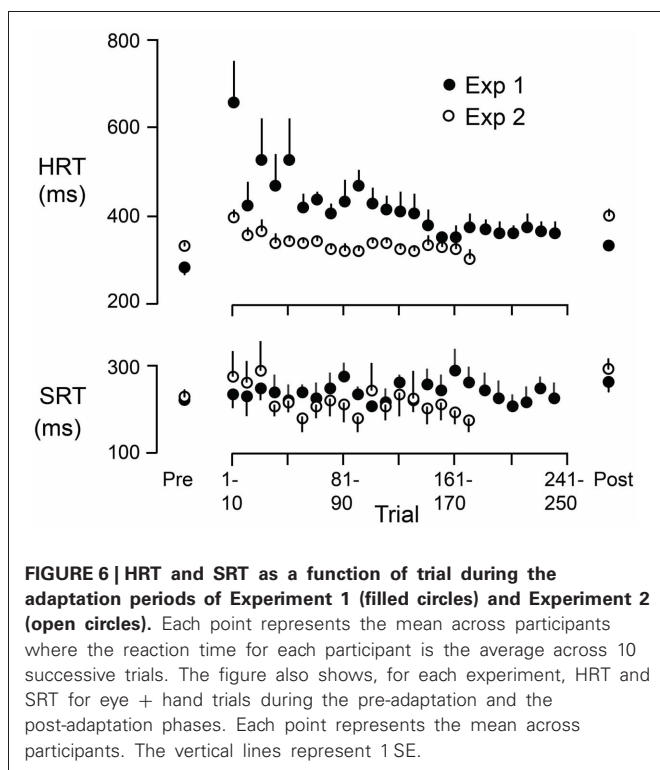 800
Exp 1
Exp 2
600
HRT
(ms)
400
200
300
SRT
(ms)
100
Pre
1-
10
81-
90
161-
170
241-
250
Post
Trial
FIGURE 6 | HRT and SRT as a function of trial during the
adaptation periods of Experiment 1 (filled circles) and Experiment 2
(open circles). Each point represents the mean across participants
where the reaction time for each participant is the average across 10
successive trials. The figure also shows, for each experiment, HRT and
SRT for eye + hand trials during the pre-adaptation and the
post-adaptation phases. Each point represents the mean across
participants. The vertical lines represent 1 SE.